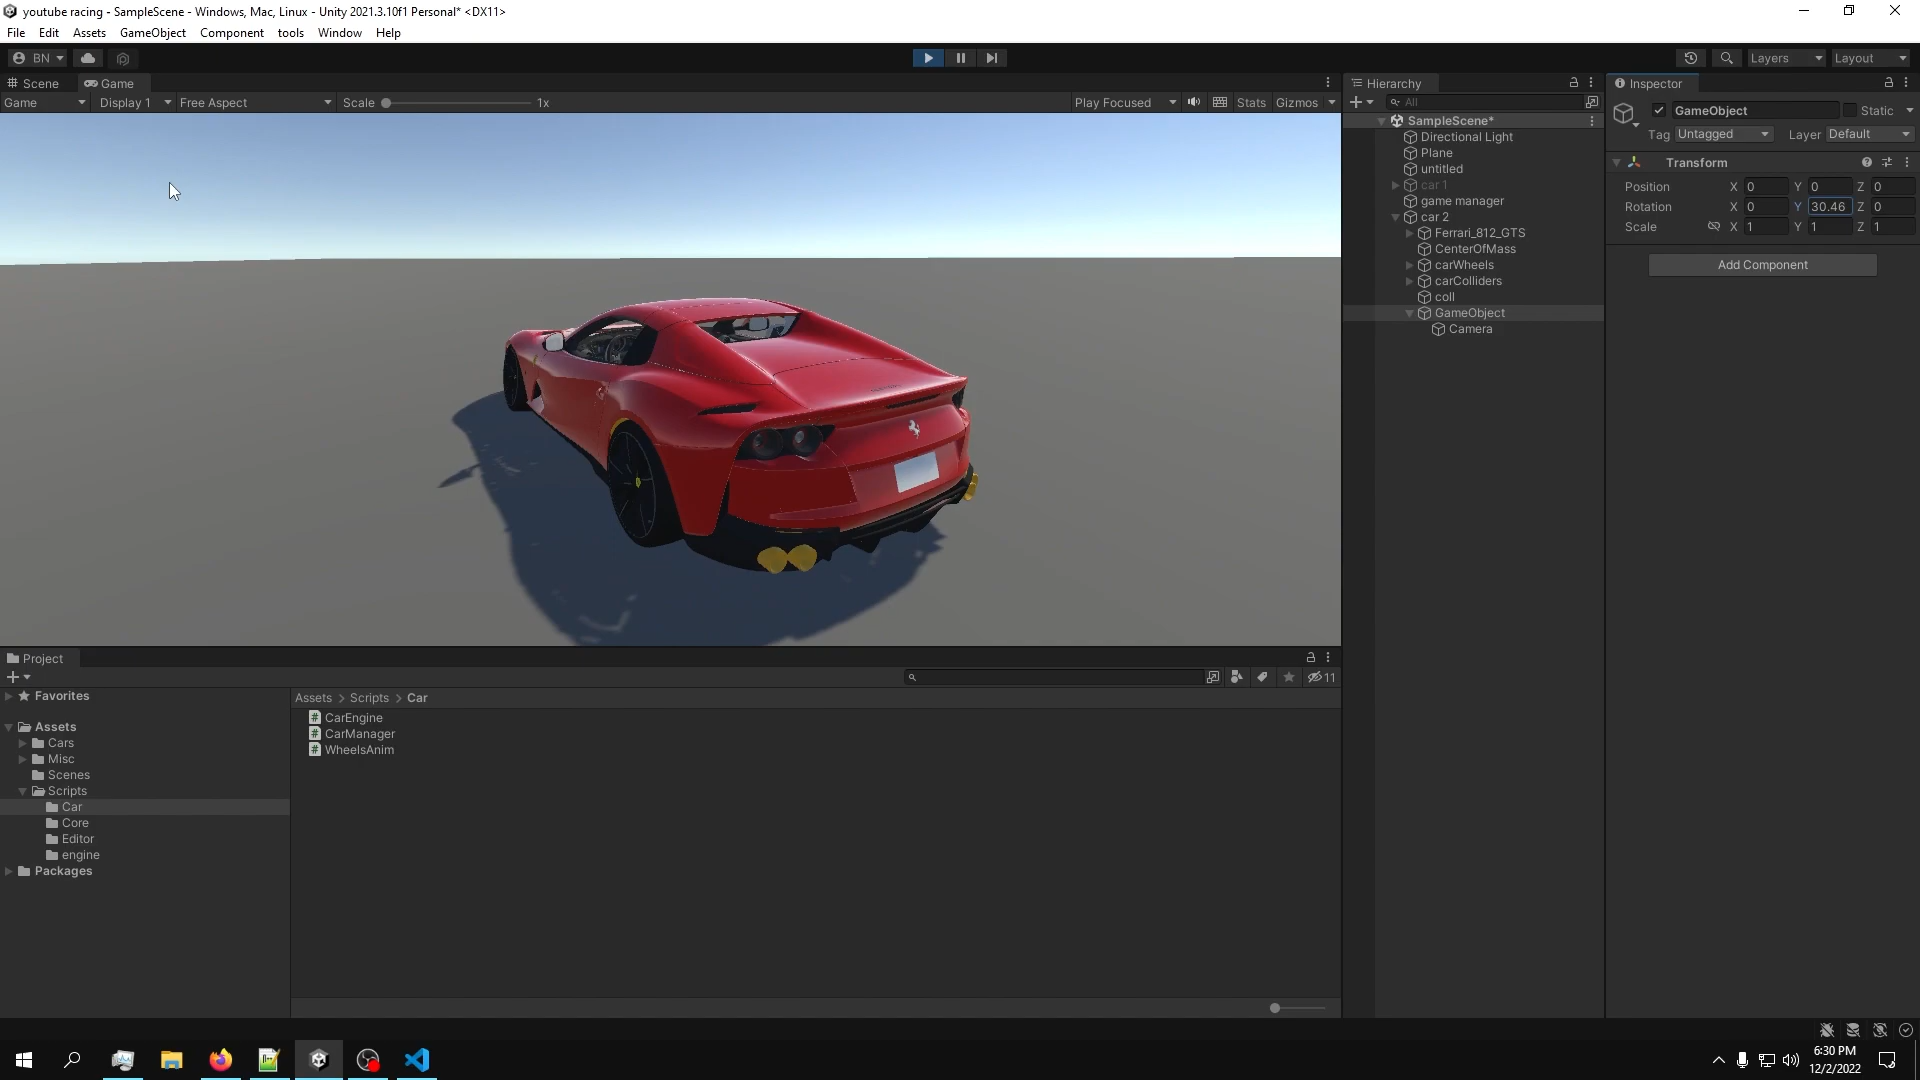 youtube racing - SampleScene - Windows, Mac, Linux - Unity 2021.3.10f1 Personal* <DX11>
File Edit Assets GameObject Component tools Window Help
BN
Layers Layout
Scene Game
Game Display 1 Free Aspect Scale 1x Play Focused Stats Gizmos
Project
11
Favorites
Assets
Cars
Misc
Scenes
Scripts
Car
Core
Editor
engine
Packages
Assets > Scripts > Car
CarEngine
CarManager
WheelsAnim
Hierarchy
All
SampleScene*
Directional Light
Plane
untitled
car 1
game manager
car 2
Ferrari_812_GTS
CenterOfMass
carWheels
carColliders
coll
GameObject
Camera
Inspector
GameObject Static
Tag Untagged Layer Default
Transform
Position X 0 Y 0 Z 0
Rotation X 0 Y 30.46 Z 0
Scale X 1 Y 1 Z 1
Add Component
6:30 PM
12/2/2022